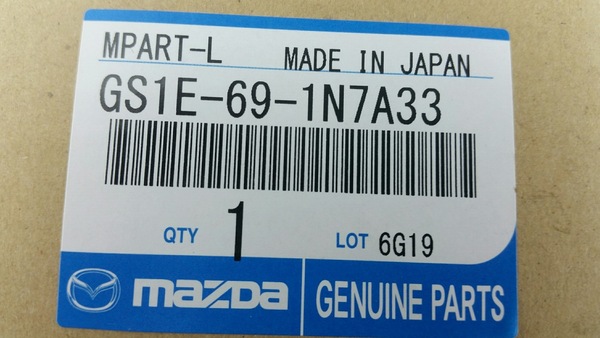 MPART-L MADE IN JAPAN
GS1E-69-1N7A33
QTY 1 LOT 6G19
mazda GENUINE PARTS